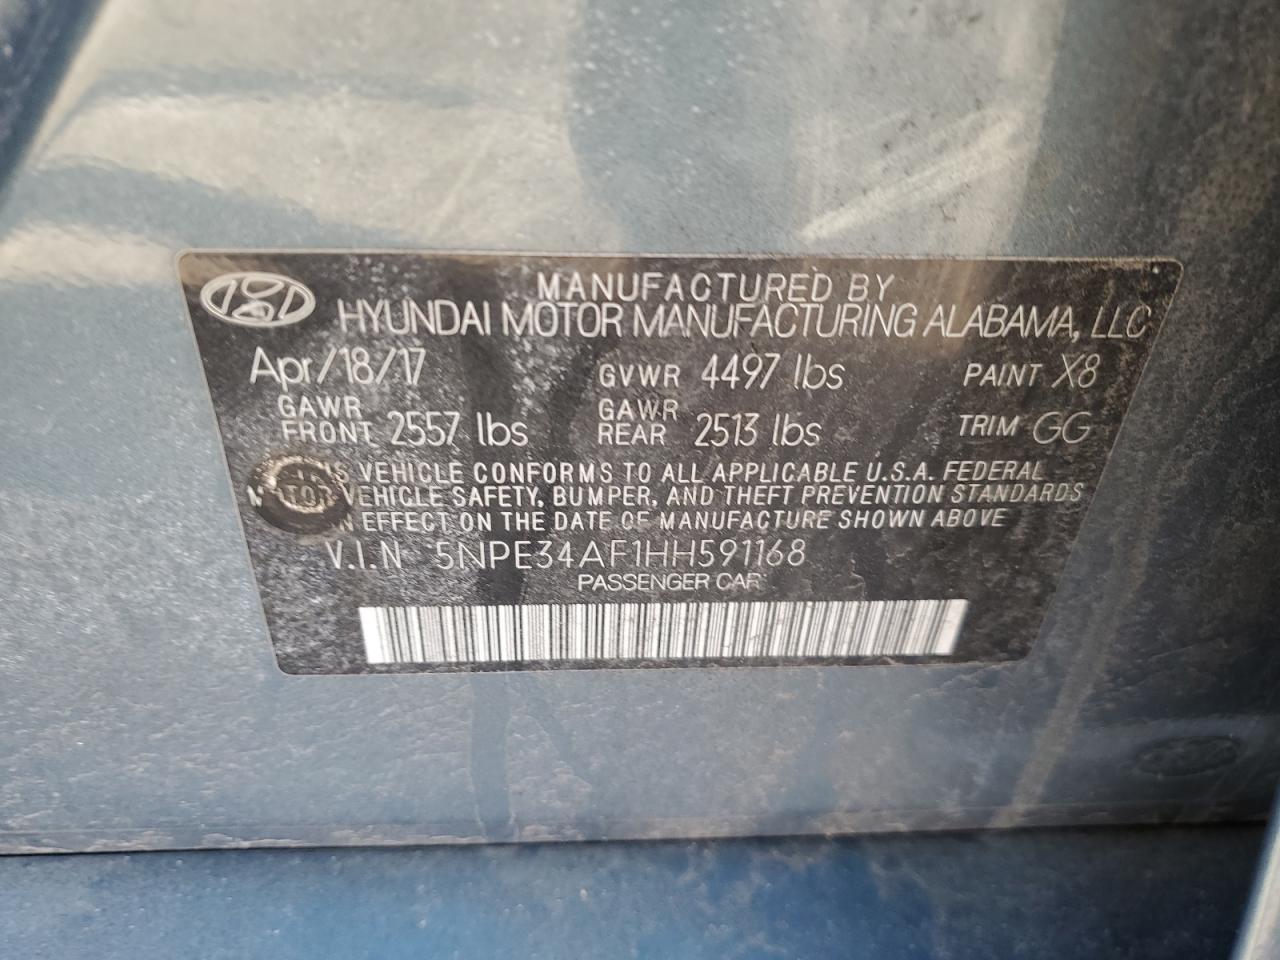 MANUFACTURED BY
HYUNDAI MOTOR MANUFACTURING ALABAMA, LLC
Apr/18/17 GVWR 4497 lbs PAINT X8
GAWR FRONT 2557 lbs GAWR REAR 2513 lbs TRIM GG
VEHICLE CONFORMS TO ALL APPLICABLE U.S.A. FEDERAL
VEHICLE SAFETY, BUMPER, AND THEFT PREVENTION STANDARDS
EFFECT ON THE DATE OF MANUFACTURE SHOWN ABOVE
V.I.N 5NPE34AF1HH591168
PASSENGER CAR